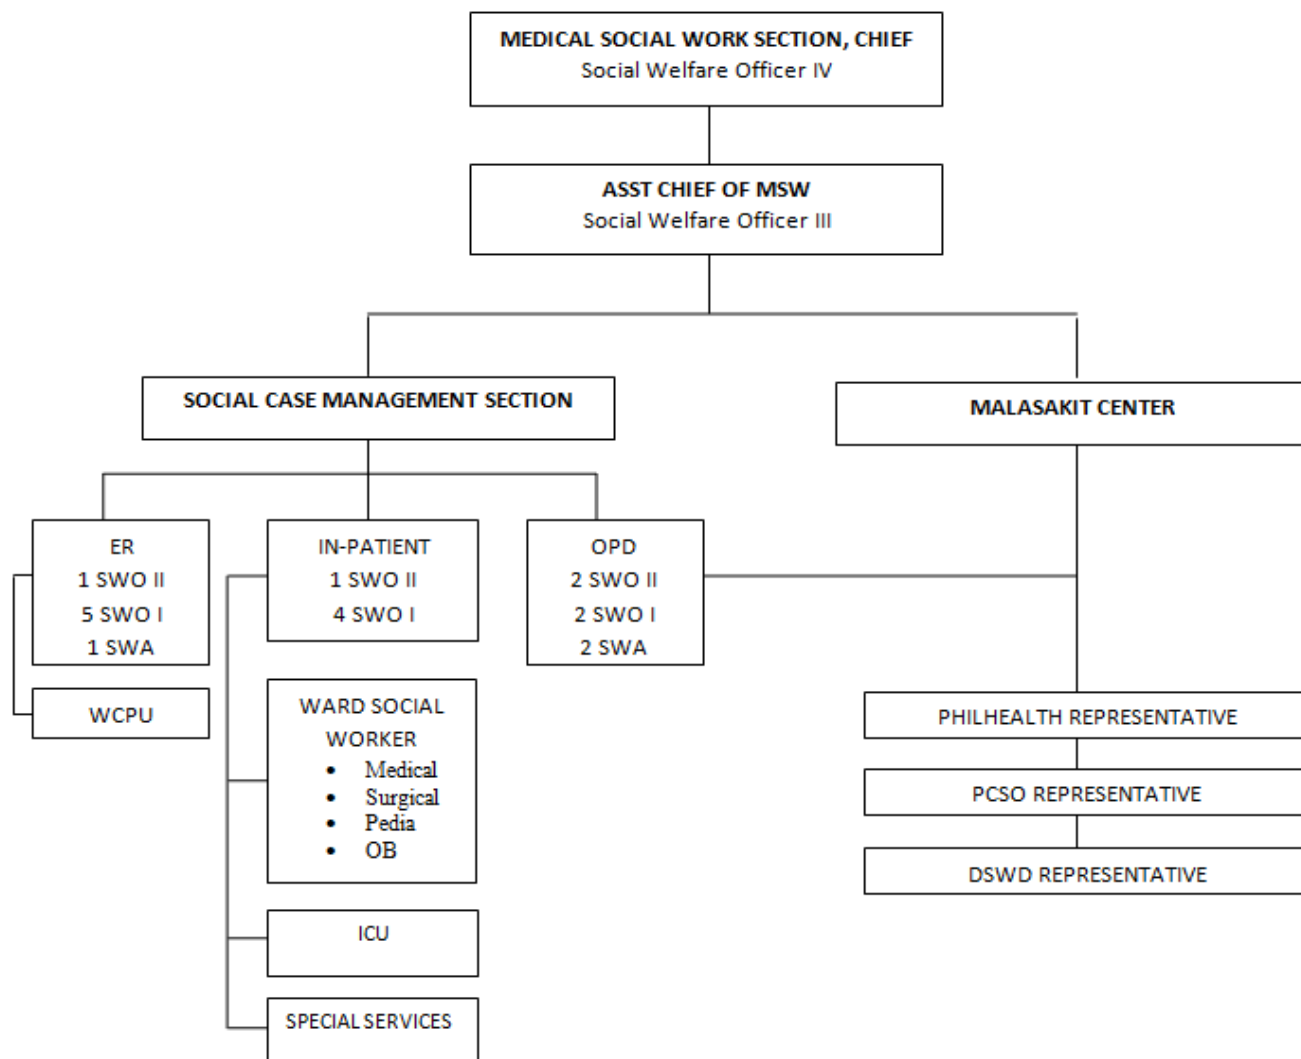 MEDICAL SOCIAL WORK SECTION, CHIEF
Social Welfare Officer IV
ASST CHIEF OF MSW
Social Welfare Officer III
SOCIAL CASE MANAGEMENT SECTION
MALASAKIT CENTER
ER
1 SWO II
5 SWO I
1 SWA
IN-PATIENT
1 SWO II
4 SWO I
OPD
2 SWO II
2 SWO I
2 SWA
WCPU
WARD SOCIAL
WORKER
• Medical
• Surgical
• Pedia
• OB
ICU
SPECIAL SERVICES
PHILHEALTH REPRESENTATIVE
PCSO REPRESENTATIVE
DSWD REPRESENTATIVE